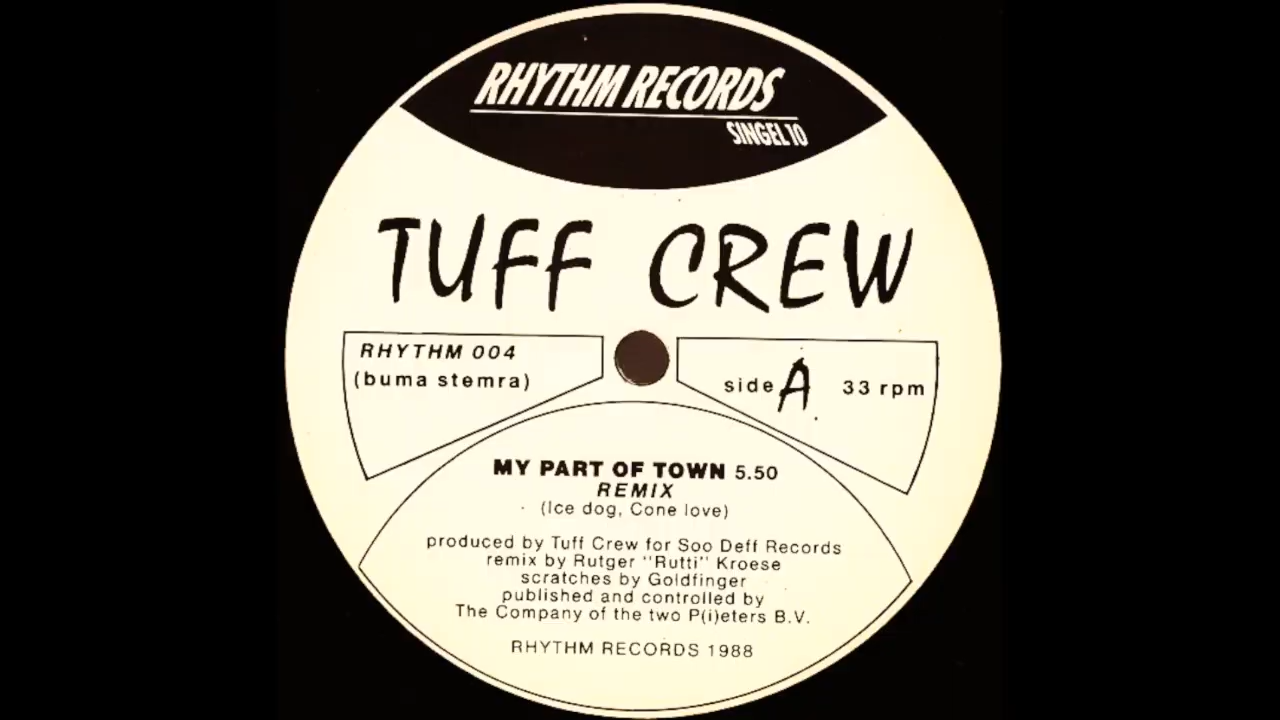 RHYTHM RECORDS
SINGEL 10
TUFF CREW
RHYTHM 004
(buma stemra)
side A. 33 rpm
MY PART OF TOWN 5.50
REMIX
(Ice dog, Cone love)
produced by Tuff Crew for Soo Deff Records
remix by Rutger "Rutti" Kroese
scratches by Goldfinger
published and controlled by
The Company of the two P(i)eters B.V.
RHYTHM RECORDS 1988